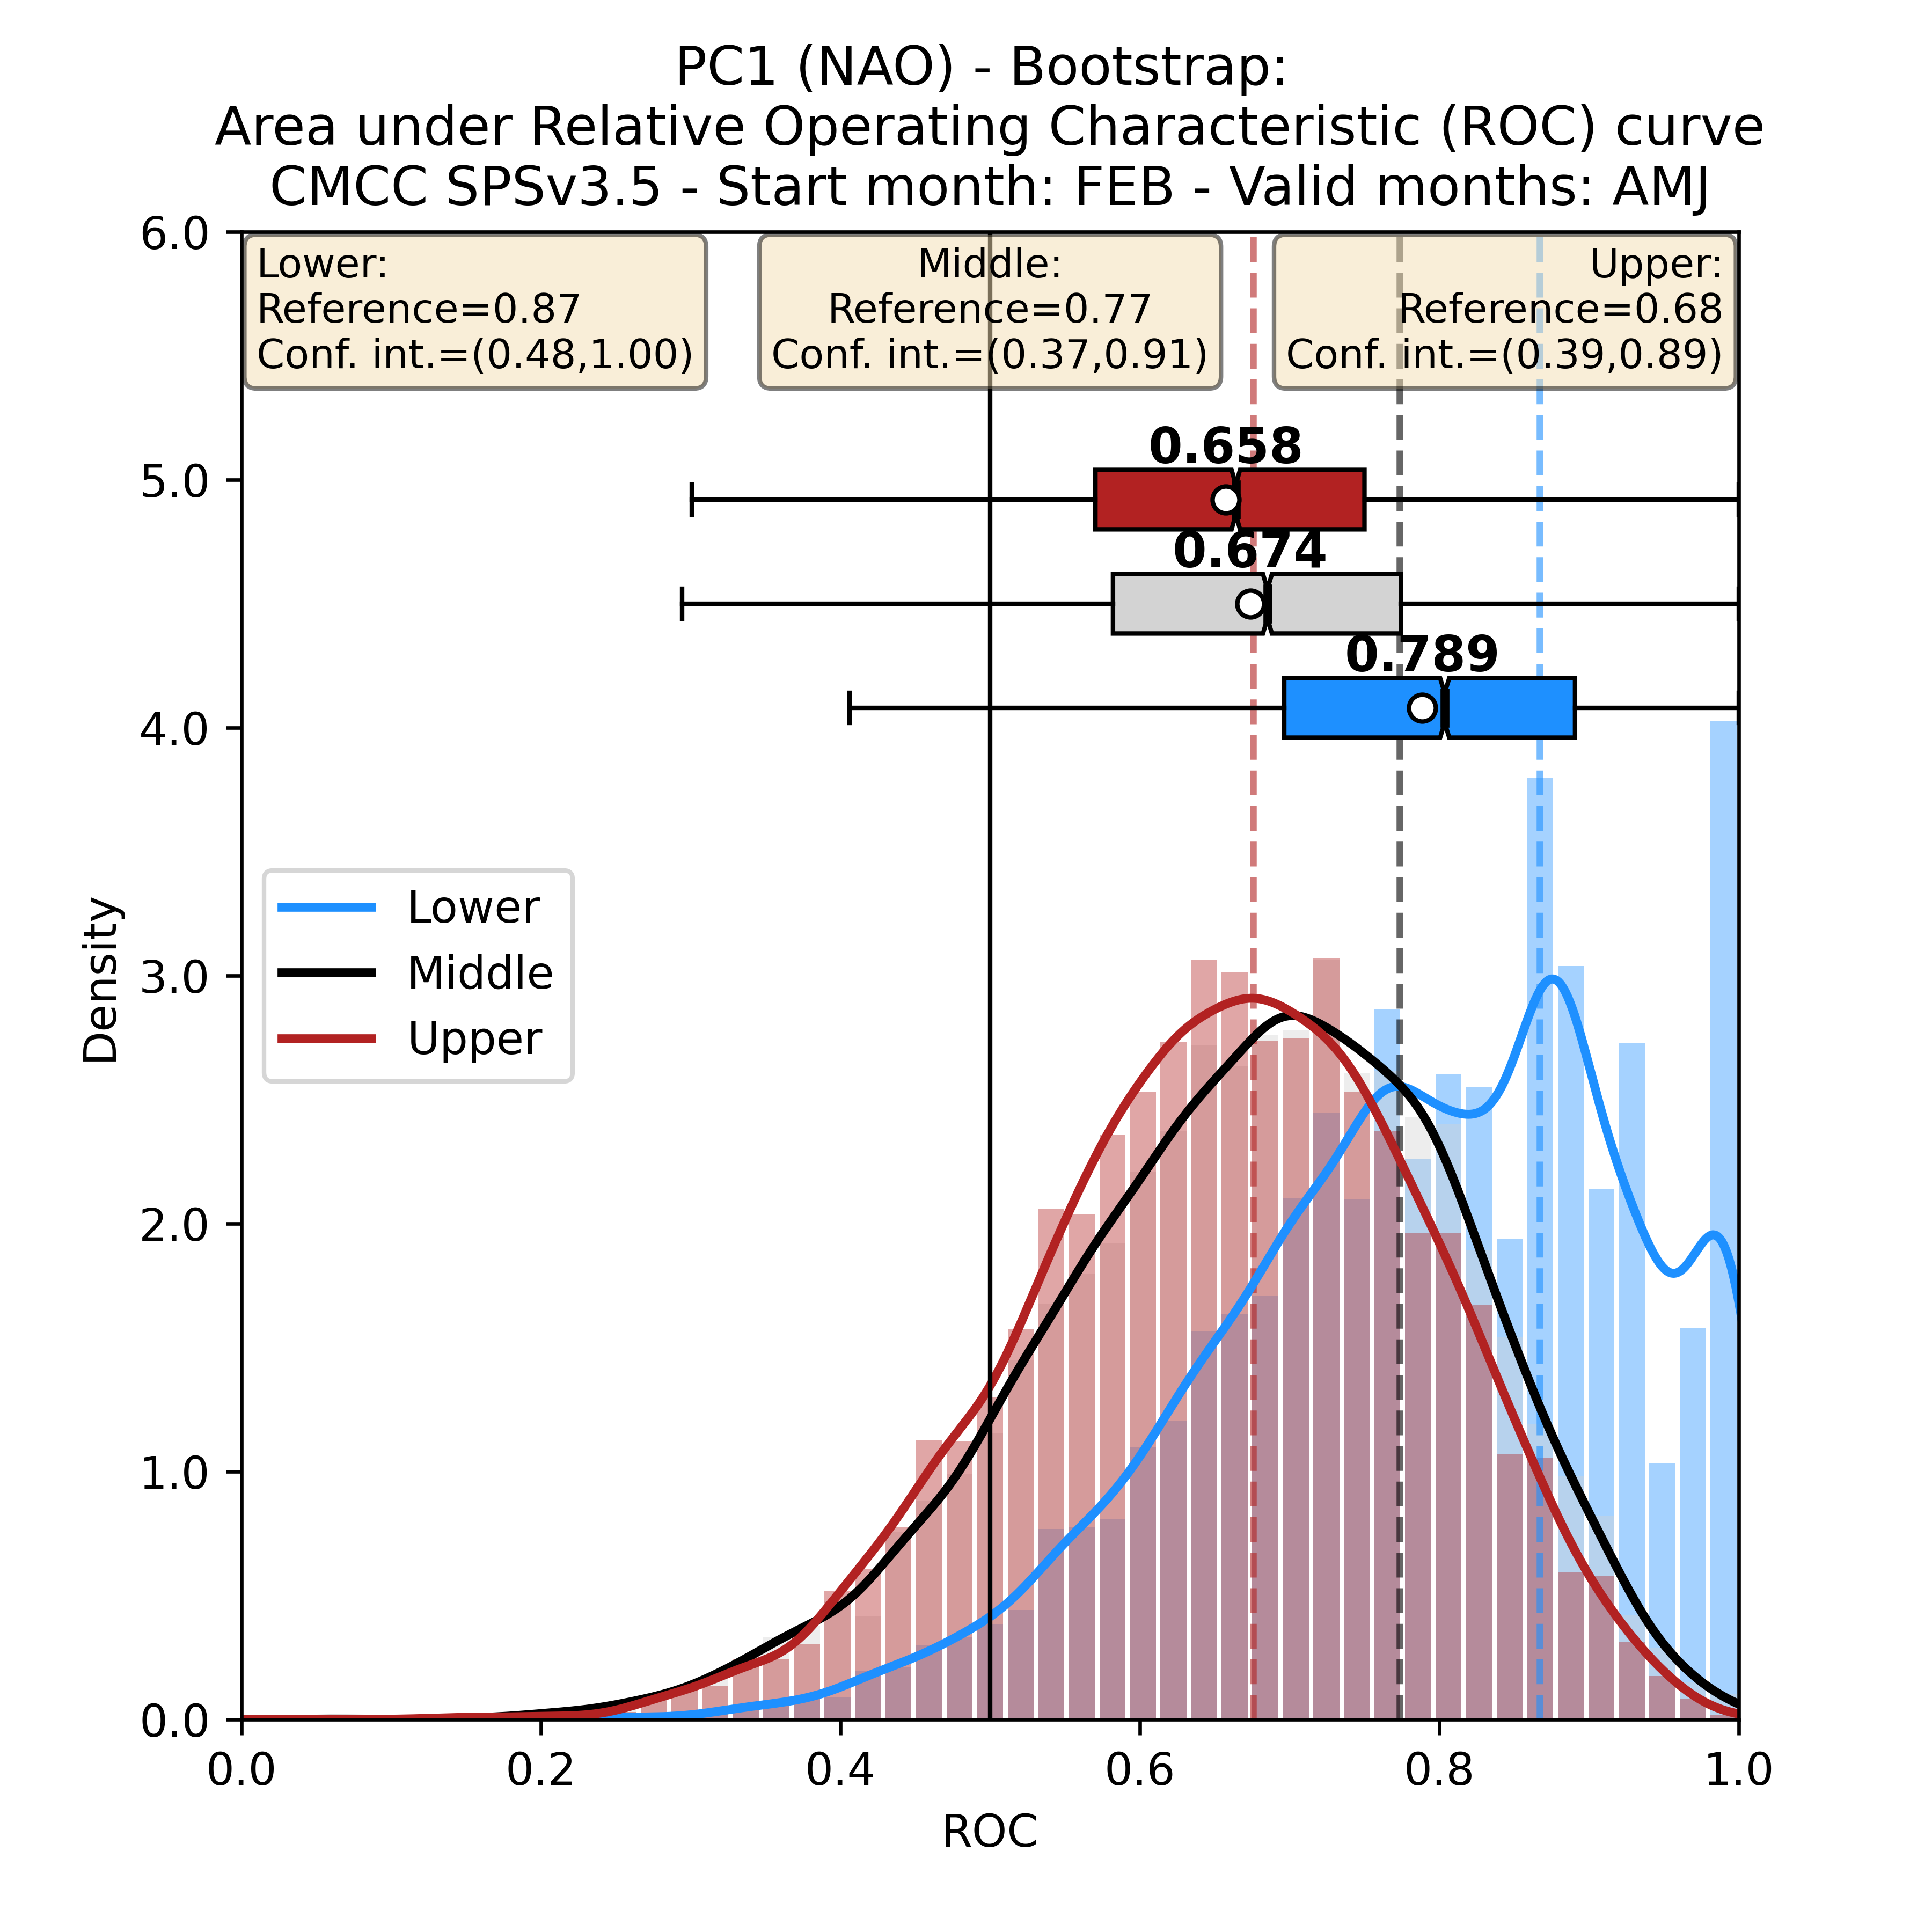 PC1 (NAO) - Bootstrap:
Area under Relative Operating Characteristic (ROC) curve
CMCC SPSv3.5 - Start month: FEB - Valid months: AMJ
Lower:
Reference=0.87
Conf. int.=(0.48,1.00)
Middle:
Reference=0.77
Conf. int.=(0.37,0.91)
Upper:
Reference=0.68
Conf. int.=(0.39,0.89)
0.658
0.674
0.789
6.0
5.0
4.0
3.0
2.0
1.0
0.0
Density
Lower
Middle
Upper
0.0
0.2
0.4
0.6
0.8
1.0
ROC